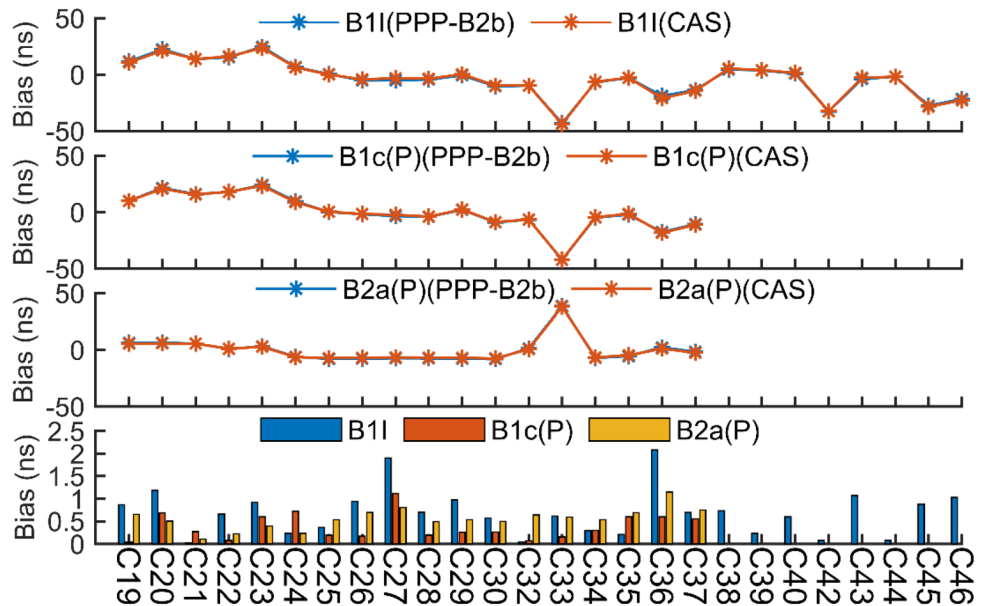 50
B1I(PPP-B2b) B1I(CAS)
Bias (ns)
0
-50
50
B1c(P)(PPP-B2b) B1c(P)(CAS)
Bias (ns)
0
-50
50
B2a(P)(PPP-B2b) B2a(P)(CAS)
Bias (ns)
0
-50
2.5
B1I B1c(P) B2a(P)
Bias (ns)
2
1.5
1
0.5
0
C19 C20 C21 C22 C23 C24 C25 C26 C27 C28 C29 C30 C32 C33 C34 C35 C36 C37 C38 C39 C40 C41 C42 C43 C44 C45 C46